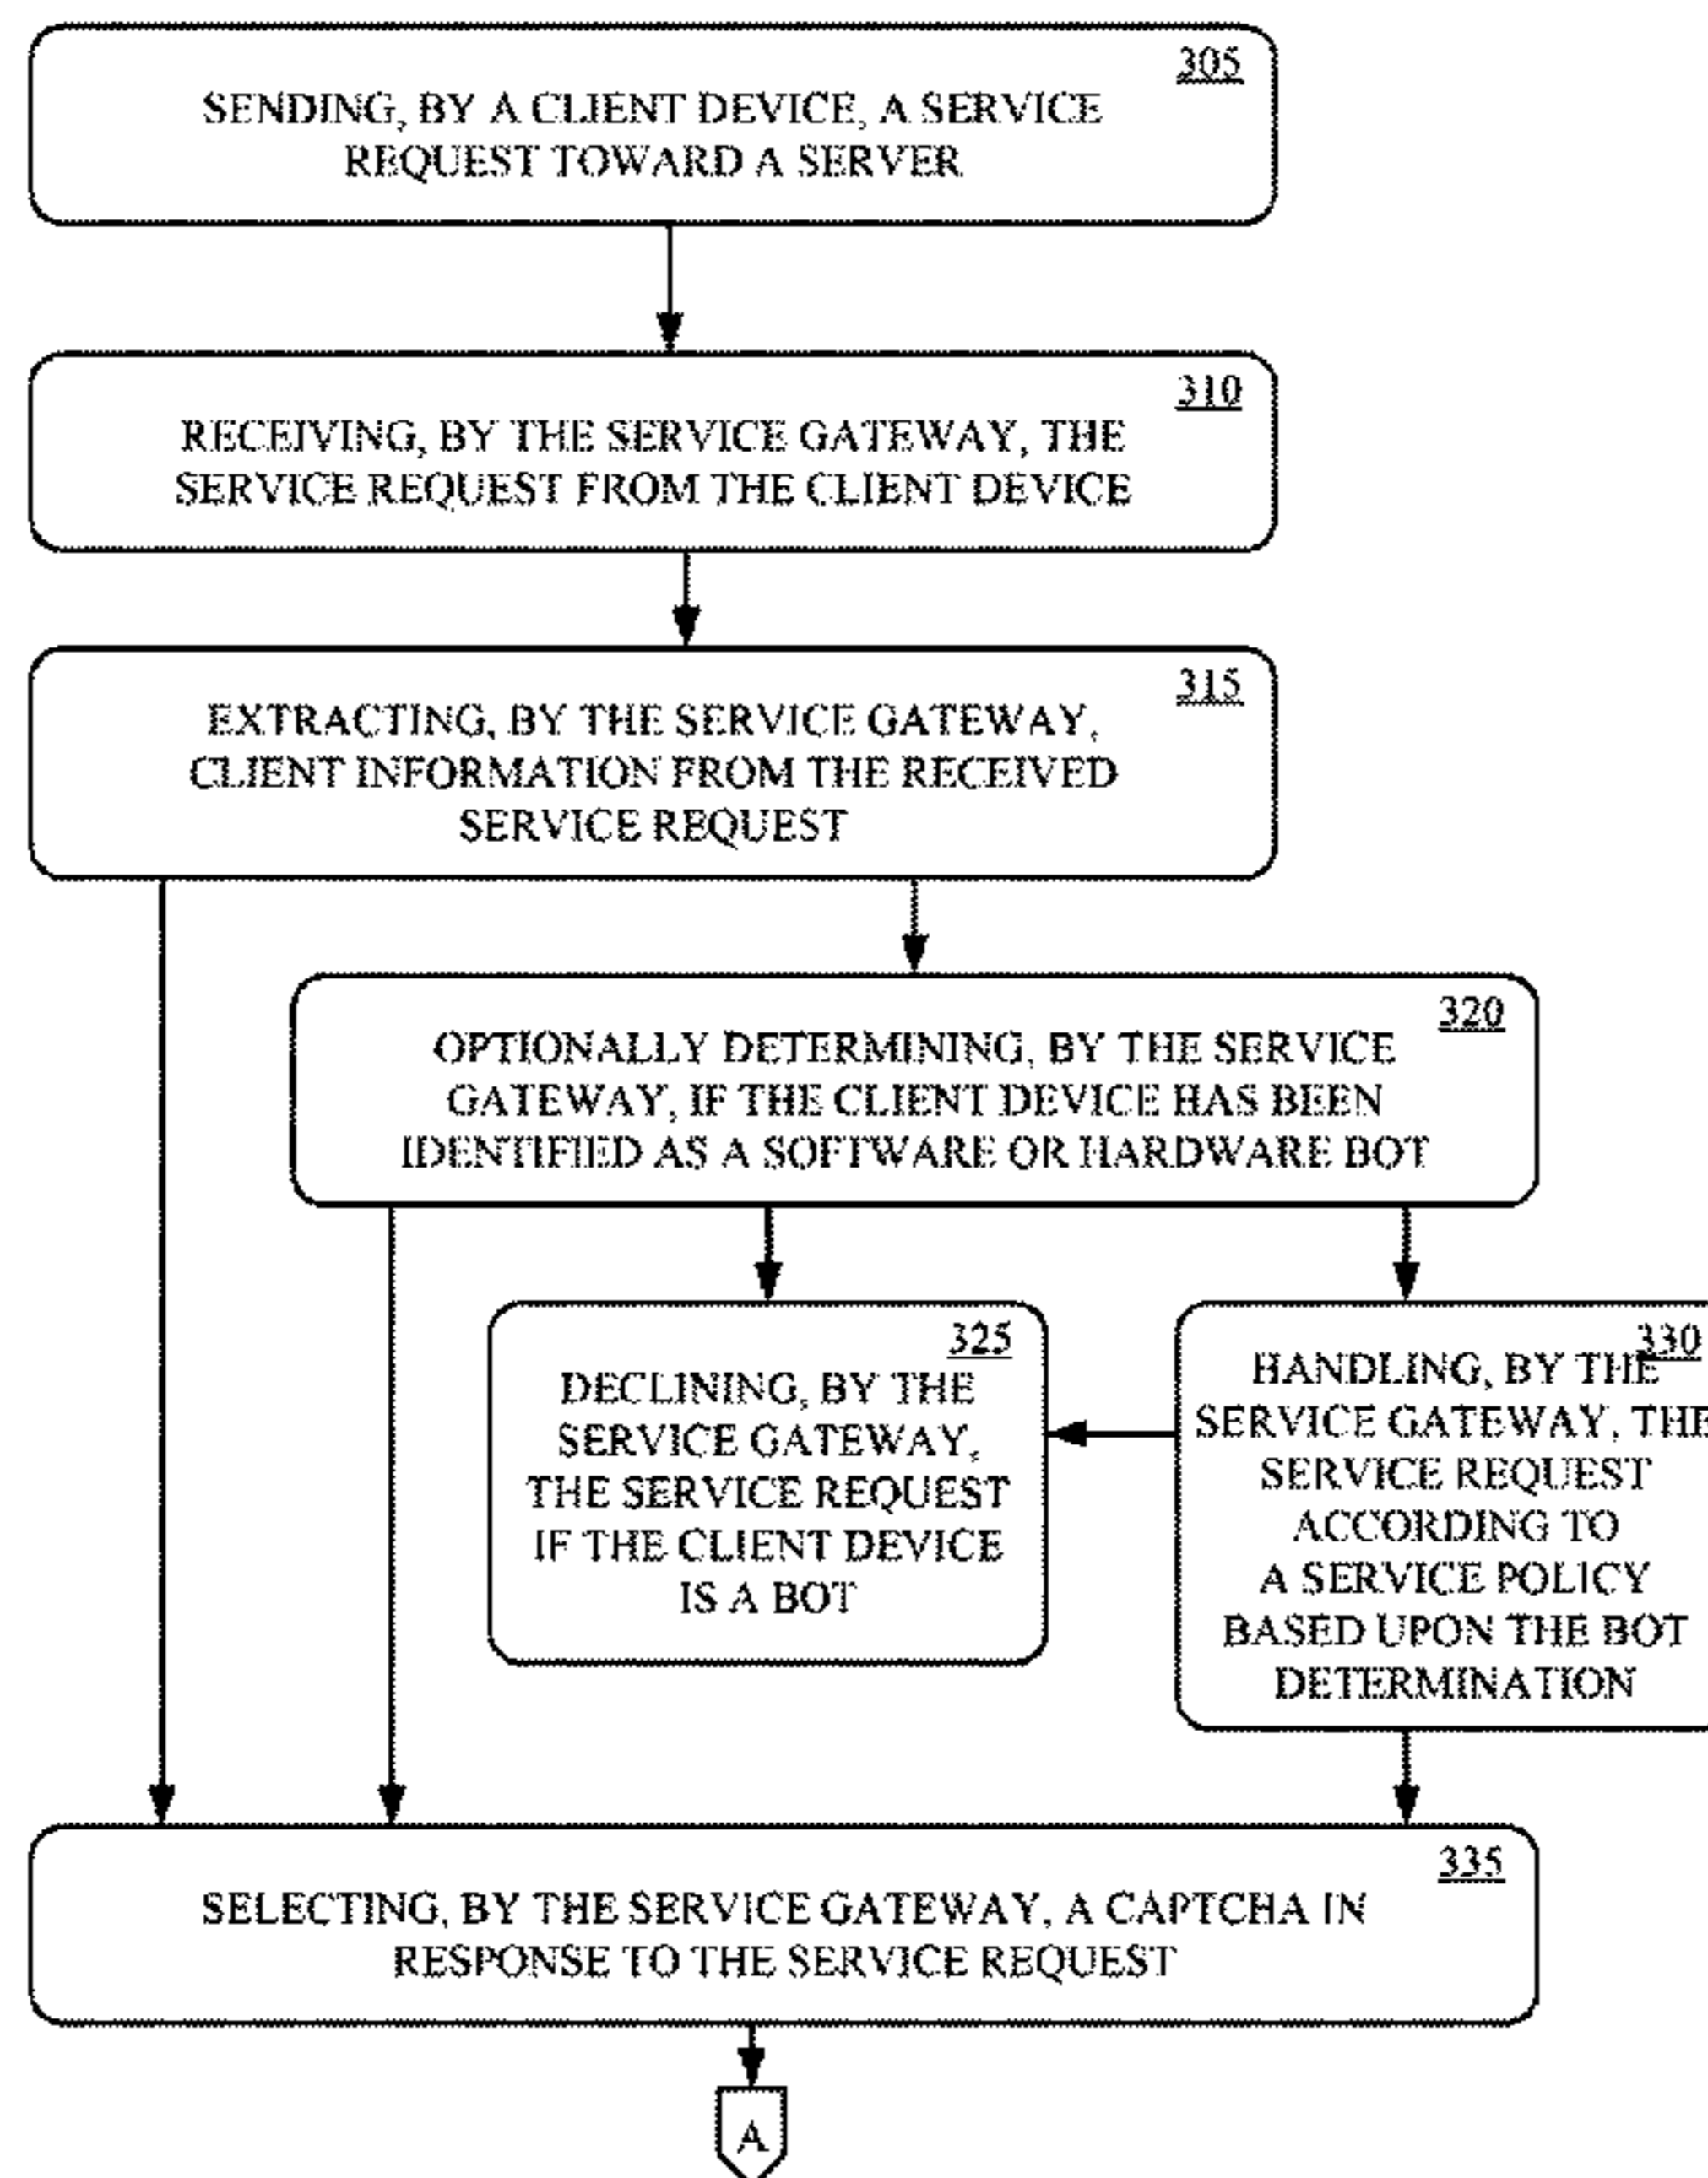 305
SENDING, BY A CLIENT DEVICE, A SERVICE
REQUEST TOWARD A SERVER
310
RECEIVING, BY THE SERVICE GATEWAY, THE
SERVICE REQUEST FROM THE CLIENT DEVICE
315
EXTRACTING, BY THE SERVICE GATEWAY,
CLIENT INFORMATION FROM THE RECEIVED
SERVICE REQUEST
320
OPTIONALLY DETERMINING, BY THE SERVICE
GATEWAY, IF THE CLIENT DEVICE HAS BEEN
IDENTIFIED AS A SOFTWARE OR HARDWARE BOT
325
DECLINING, BY THE
SERVICE GATEWAY,
THE SERVICE REQUEST
IF THE CLIENT DEVICE
IS A BOT
330
HANDLING, BY THE
SERVICE GATEWAY, THE
SERVICE REQUEST
ACCORDING TO
A SERVICE POLICY
BASED UPON THE BOT
DETERMINATION
335
SELECTING, BY THE SERVICE GATEWAY, A CAPTCHA IN
RESPONSE TO THE SERVICE REQUEST
A